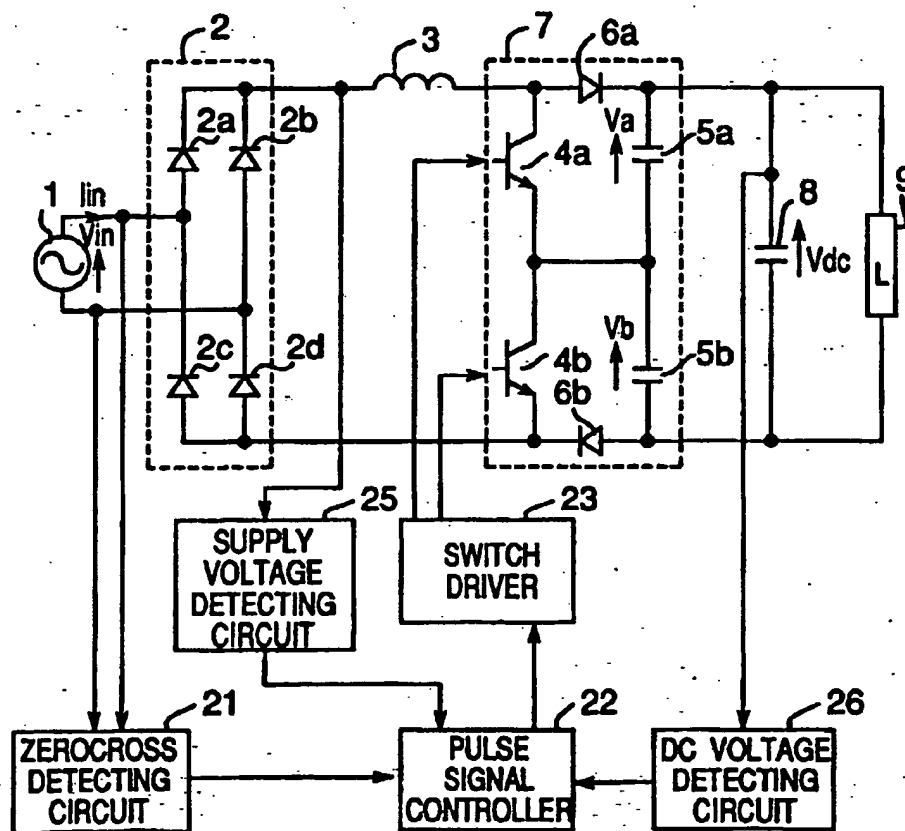 2
3
7
6a
2a
2b
Va
4a
5a
9
1
Iin
Vin
8
Vdc
L
2c
2d
Vb
4b
5b
6b
25
23
SUPPLY
VOLTAGE
DETECTING
CIRCUIT
SWITCH
DRIVER
21
22
26
ZEROCROSS
DETECTING
CIRCUIT
PULSE
SIGNAL
CONTROLLER
DC VOLTAGE
DETECTING
CIRCUIT